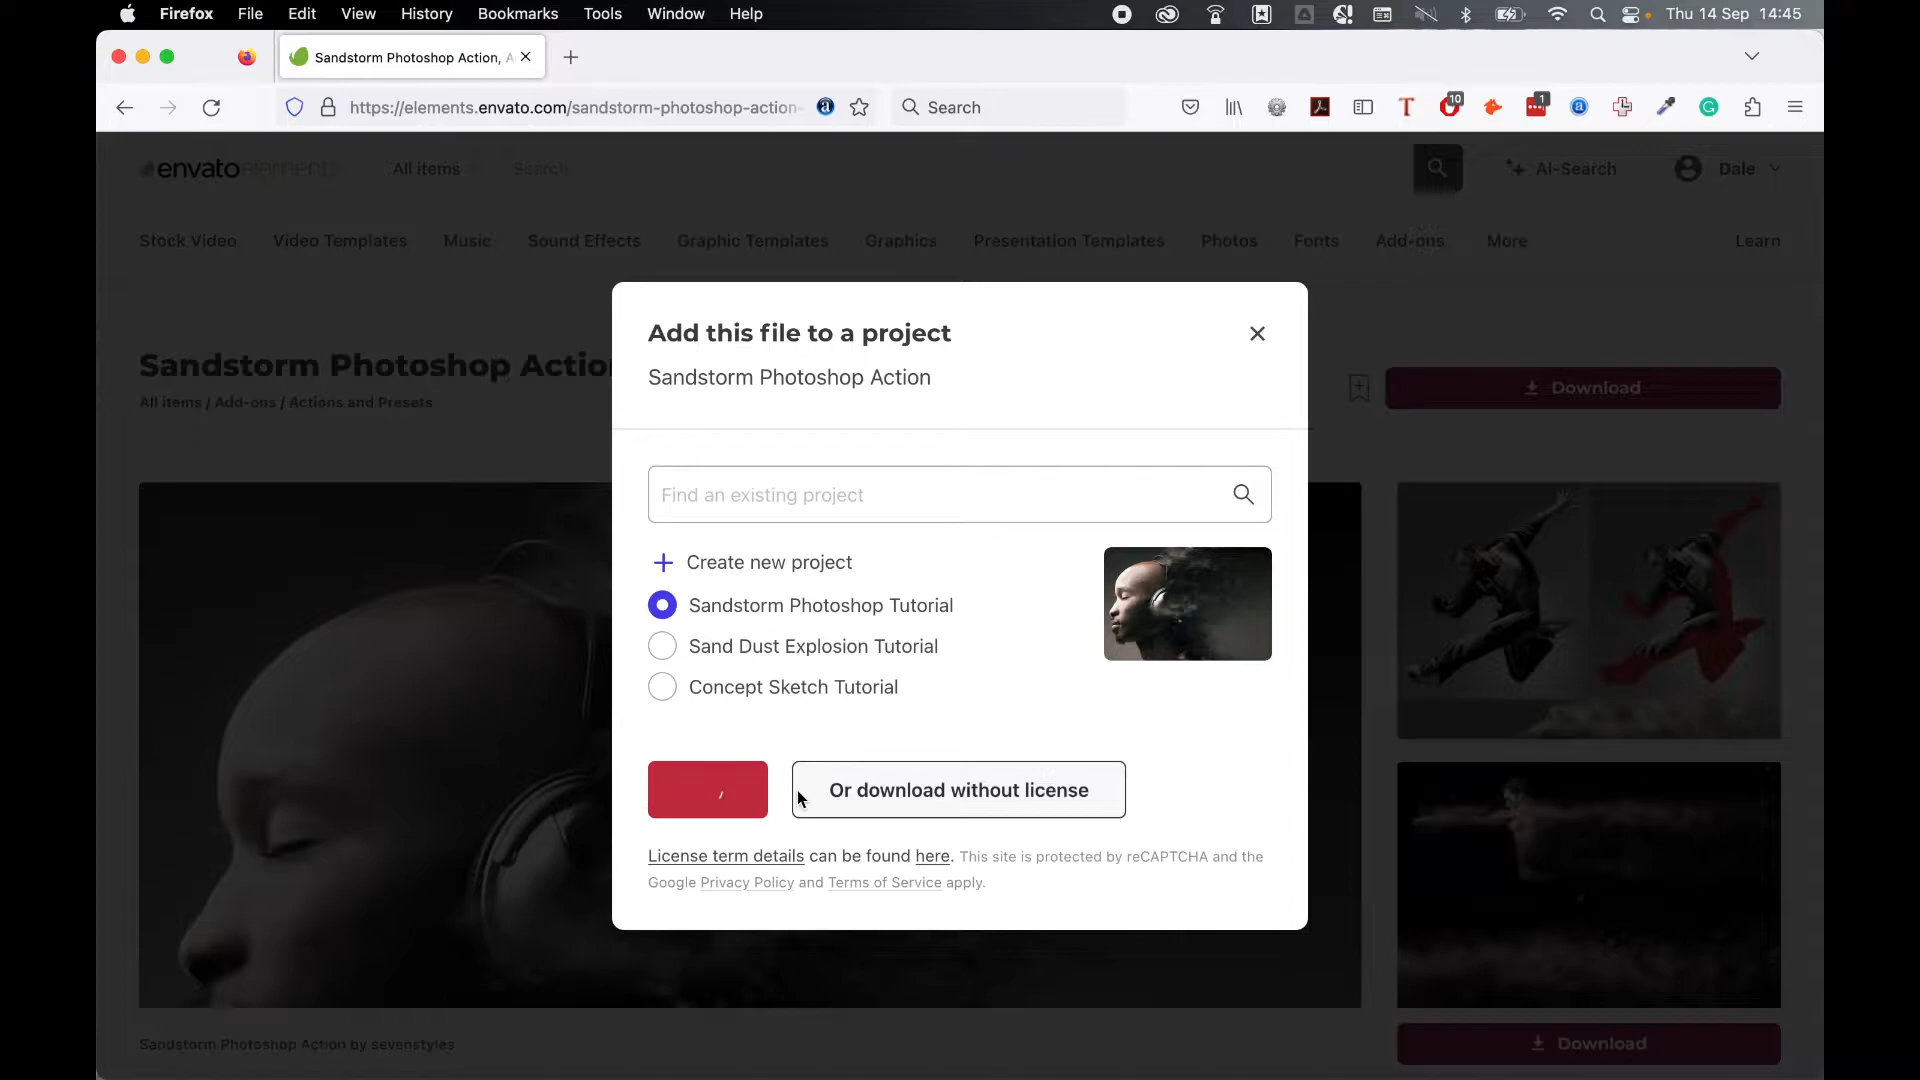 Firefox File Edit View History Bookmarks Tools Window Help Thu 14 Sep 14:45
Sandstorm Photoshop Action, A
https://elements.envato.com/sandstorm-photoshop-action-
Search
10
1
envato elements All items Search AI-Search Dale
Stock Video Video Templates Music Sound Effects Graphic Templates Graphics Presentation Templates Photos Fonts Add-ons More Learn
Add this file to a project
Sandstorm Photoshop Action
Sandstorm Photoshop Actio
Download
All items / Add-ons / Actions and Presets
Find an existing project
Create new project
Sandstorm Photoshop Tutorial
Sand Dust Explosion Tutorial
Concept Sketch Tutorial
Or download without license
License term details can be found here. This site is protected by reCAPTCHA and the
Google Privacy Policy and Terms of Service apply.
Sandstorm Photoshop Action by sevenstyles
Download